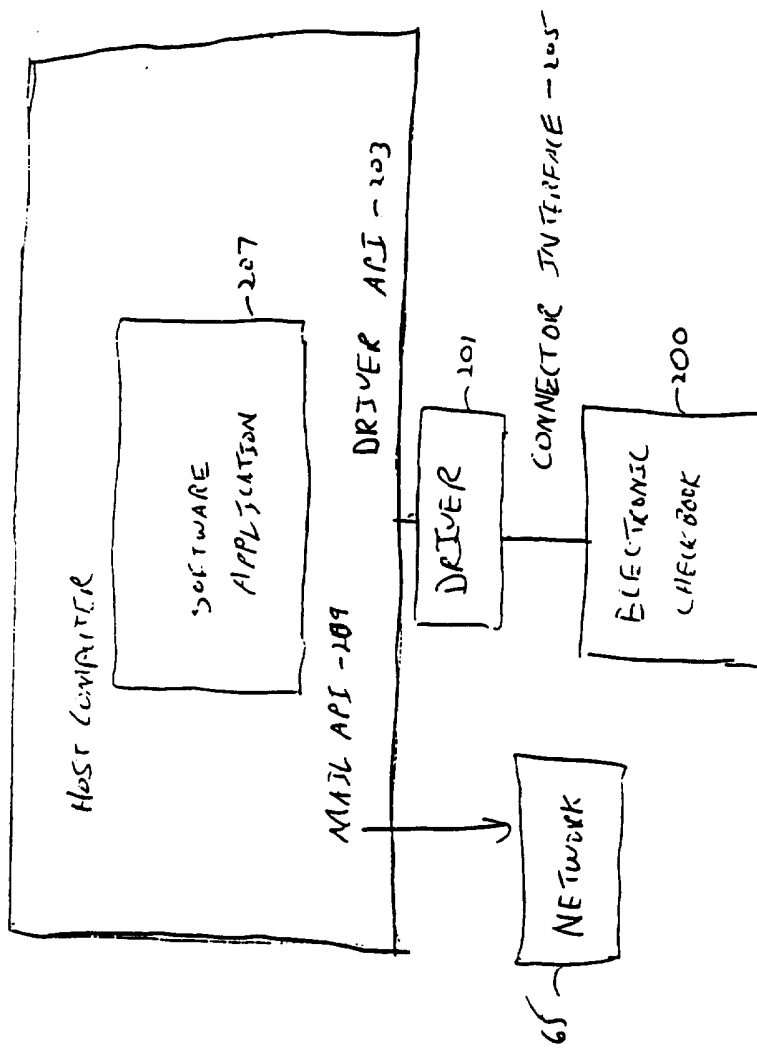 HOST COMPUTER
SOFTWARE
APPLICATION
-207
MAIL API -209
DRIVER API -203
DRIVER
201
CONNECTOR INTERFACE -205
65
NETWORK
ELECTRONIC
CHECKBOOK
200